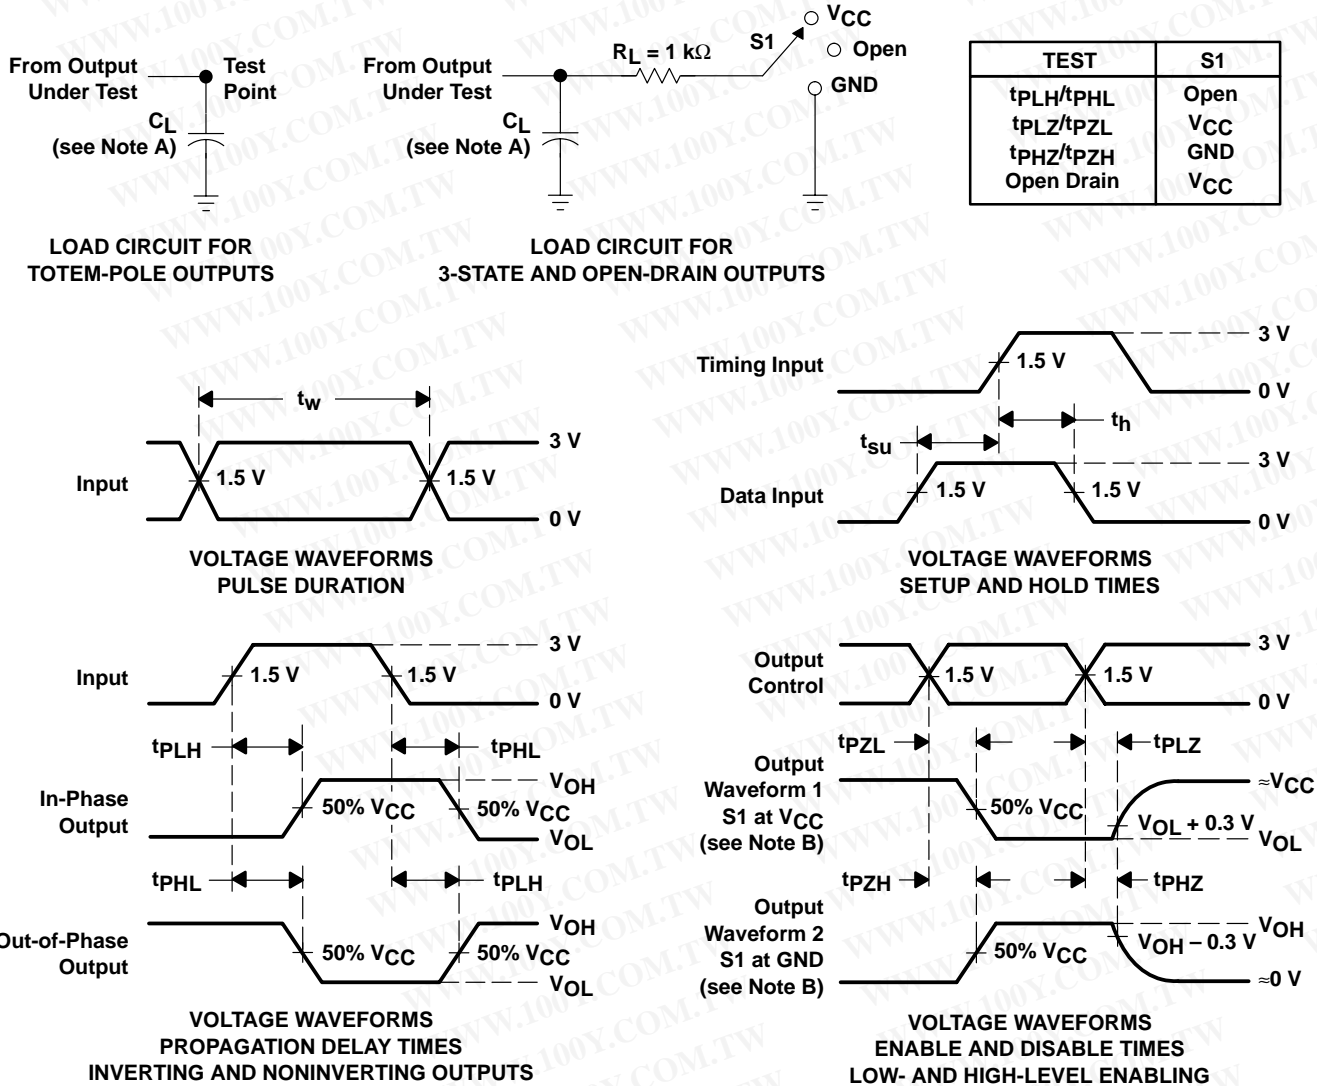 From Output
Under Test
Test
Point
CL
(see Note A)
LOAD CIRCUIT FOR
TOTEM-POLE OUTPUTS
From Output
Under Test
RL = 1 kΩ
S1
VCC
Open
GND
CL
(see Note A)
LOAD CIRCUIT FOR
3-STATE AND OPEN-DRAIN OUTPUTS
TEST S1
tPLH/tPHL Open
tPLZ/tPZL VCC
tPHZ/tPZH GND
Open Drain VCC
tw
Input
1.5 V
1.5 V
3 V
0 V
VOLTAGE WAVEFORMS
PULSE DURATION
Timing Input
1.5 V
3 V
0 V
th
tsu
Data Input
1.5 V
1.5 V
3 V
0 V
VOLTAGE WAVEFORMS
SETUP AND HOLD TIMES
Input
1.5 V
1.5 V
3 V
0 V
tPLH
tPHL
In-Phase
Output
50% VCC
50% VCC
VOH
VOL
tPHL
tPLH
Out-of-Phase
Output
50% VCC
50% VCC
VOH
VOL
VOLTAGE WAVEFORMS
PROPAGATION DELAY TIMES
INVERTING AND NONINVERTING OUTPUTS
Output
Control
1.5 V
1.5 V
3 V
0 V
tPZL
tPLZ
Output
Waveform 1
S1 at VCC
(see Note B)
50% VCC
VOL + 0.3 V
≈VCC
VOL
tPZH
tPHZ
Output
Waveform 2
S1 at GND
(see Note B)
50% VCC
VOH − 0.3 V
VOH
≈0 V
VOLTAGE WAVEFORMS
ENABLE AND DISABLE TIMES
LOW- AND HIGH-LEVEL ENABLING
WWW.100Y.COM.TW